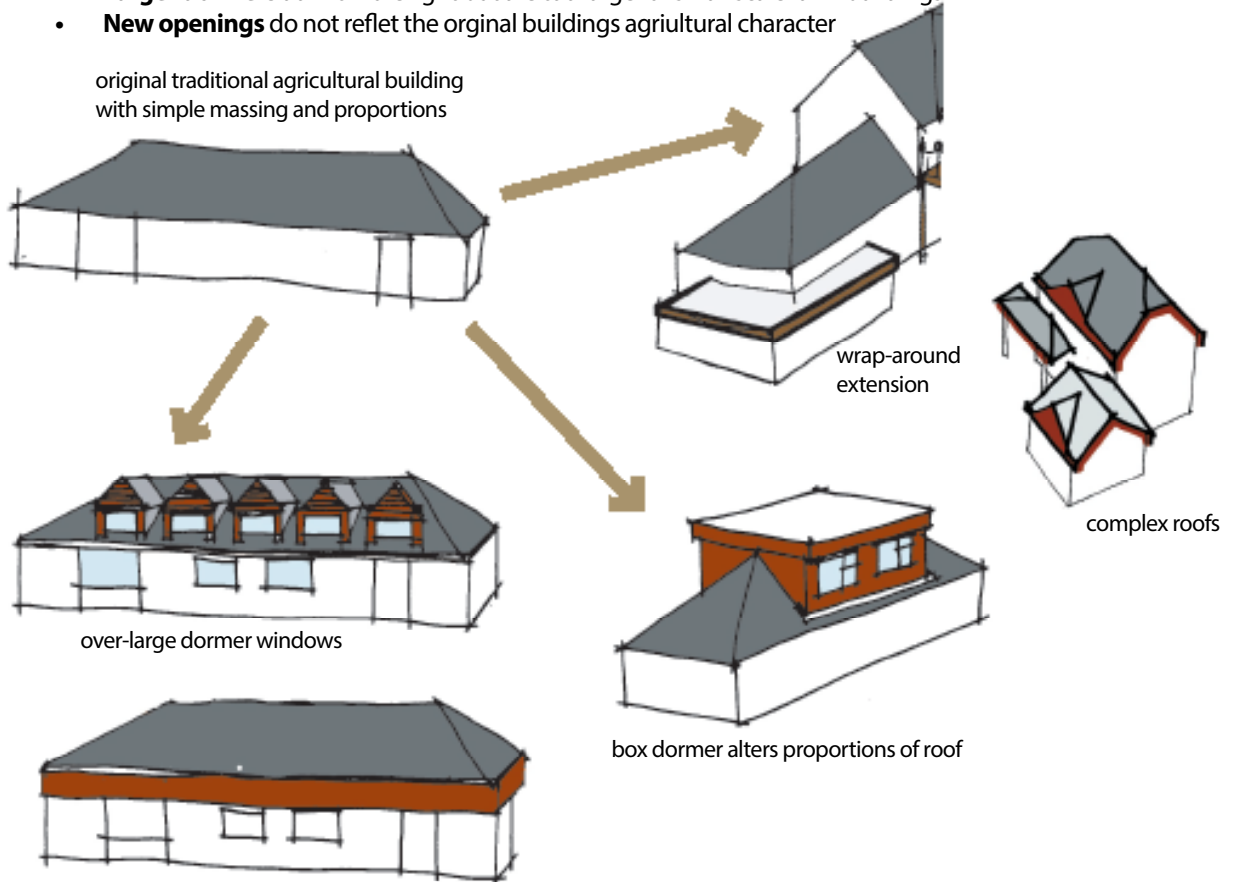 • New openings do not reflet the orginal buildings agriultural character
original traditional agricultural building
with simple massing and proportions
wrap-around
extension
complex roofs
over-large dormer windows
box dormer alters proportions of roof